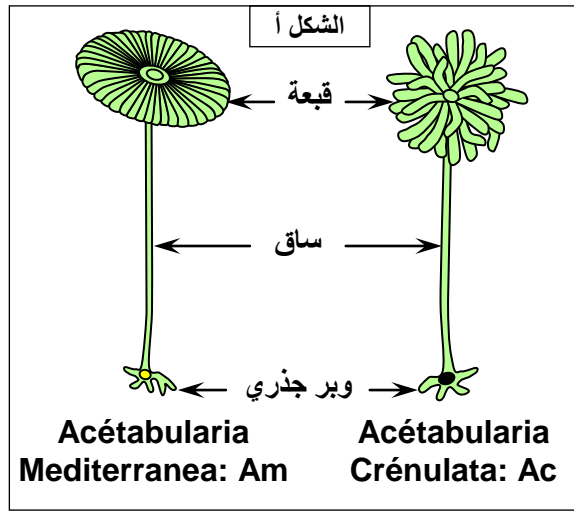 الشكل أ
قبعة
ساق
وبر جذري
Acétabularia
Mediterranea: Am
Acétabularia
Crénulata: Ac